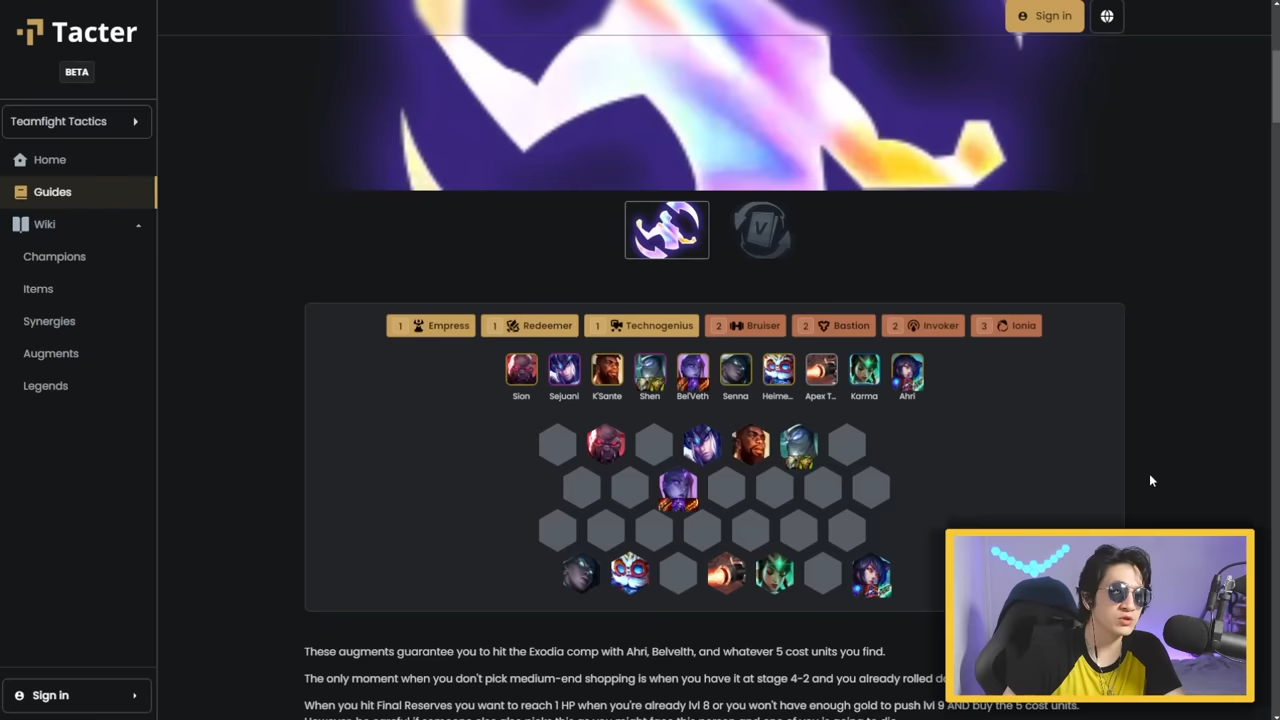 Tacter
BETA
Sign in
Teamfight Tactics
Home
Guides
Wiki
Champions
Items
Synergies
Augments
Legends
Sign in
V
1 Empress 1 Redeemer 1 Technogenius 2 Bruiser 2 Bastion 2 Invoker 3 Ionia
Sion Sejuani K'Sante Shen Bel'Veth Senna Heime... Apex T... Karma Ahri
These augments guarantee you to hit the Exodia comp with Ahri, Belvelth, and whatever 5 cost units you find.
The only moment when you don't pick medium-end shopping is when you have it at stage 4-2 and you already rolled
When you hit Final Reserves you want to reach 1 HP when you're already lvl 8 or you won't have enough gold to push lvl 9 AND buy the 5 cost units.